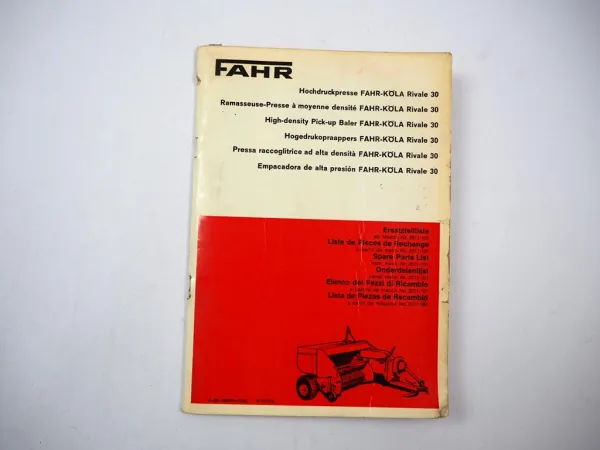 FAHR
Hochdruckpresse FAHR-KÖLA Rivale 30
Ramasseuse-Presse à moyenne densité FAHR-KÖLA Rivale 30
High-density Pick-up Baler FAHR-KÖLA Rivale 30
Hogedrukopraappers FAHR-KÖLA Rivale 30
Pressa raccoglitrice ad alta densità FAHR-KÖLA Rivale 30
Empacadora de alta presión FAHR-KÖLA Rivale 30
Ersatzteilliste
Liste de Pièces de Rechange
Spare Parts List
Onderdelenlijst
Elenco dei Pezzi di Ricambio
Lista de Piezas de Recambio